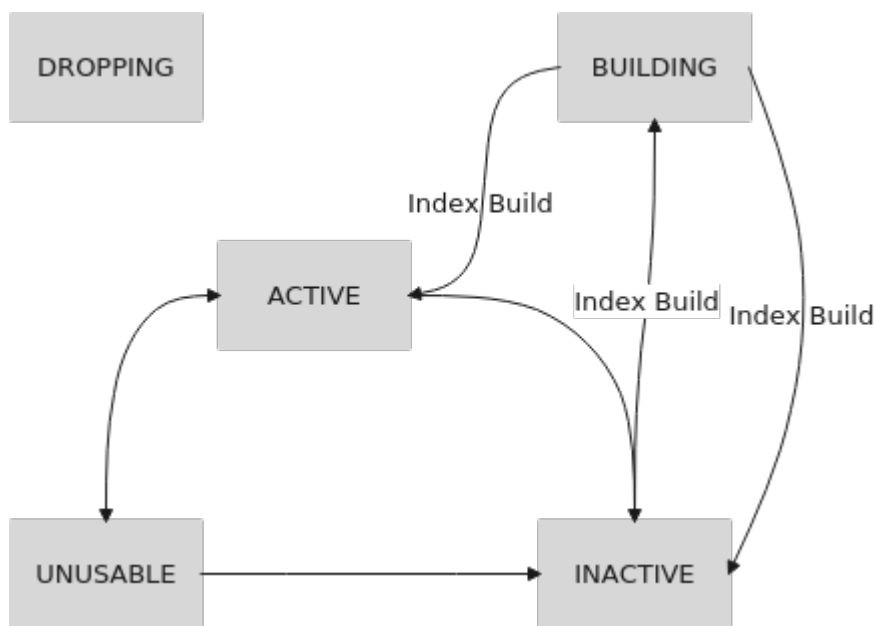 DROPPING
BUILDING
Index Build
ACTIVE
Index Build
Index Build
UNUSABLE
INACTIVE